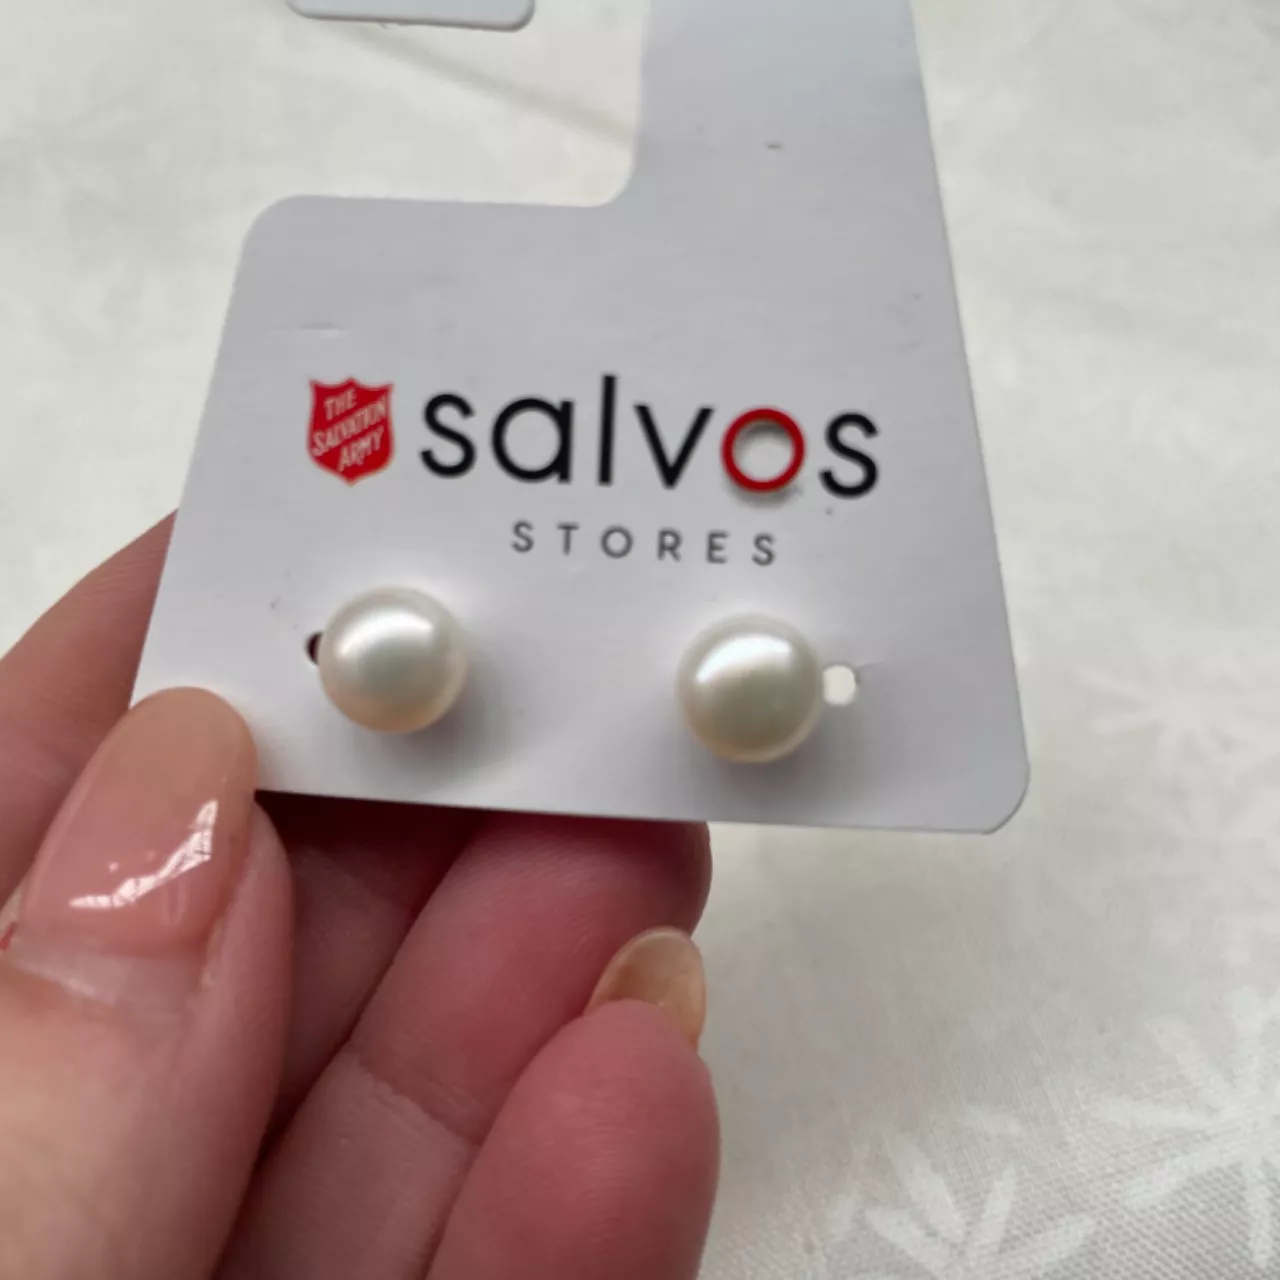 THE
SALVATION
ARMY
salvos
STORES